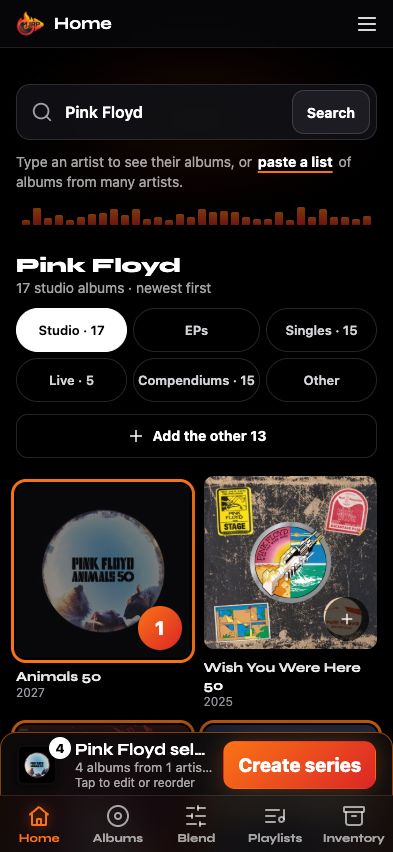 Home
Pink Floyd
Search
Type an artist to see their albums, or paste a list of
albums from many artists.
Pink Floyd
17 studio albums · newest first
Studio · 17
EPs
Singles · 15
Live · 5
Compendiums · 15
Other
+ Add the other 13
PINK FLOYD
ANIMALS 50
1
STAGE
+
Animals 50
2027
Wish You Were Here
50
2025
4
Pink Floyd sel...
4 albums from 1 artis...
Tap to edit or reorder
Create series
Home
Albums
Blend
Playlists
Inventory